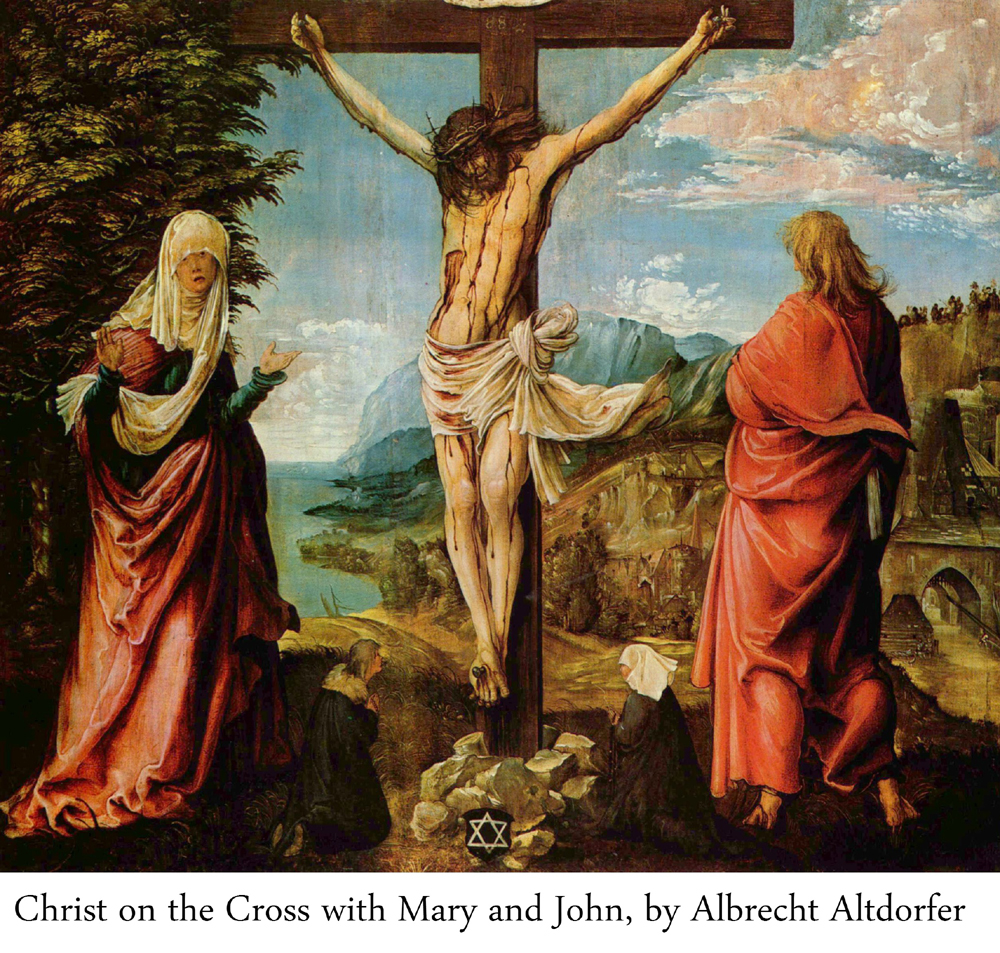 Christ on the Cross with Mary and John, by Albrecht Altdorfer